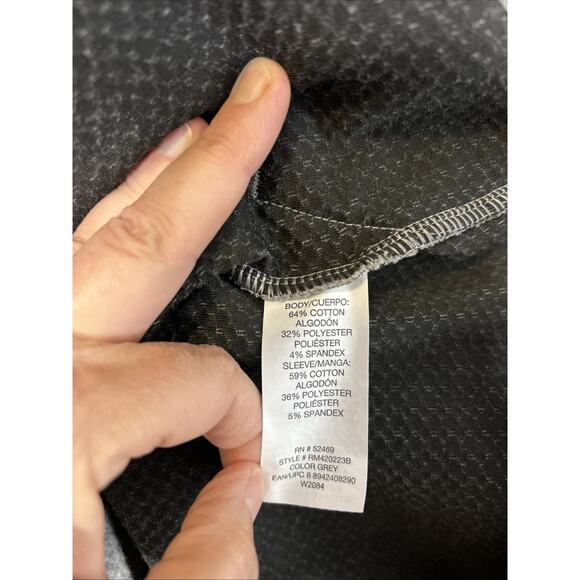 BODY/CUERPO:
64% COTTON
ALGODÓN
32% POLYESTER
POLIÉSTER
4% SPANDEX
SLEEVE/MANGA:
59% COTTON
ALGODÓN
36% POLYESTER
POLIÉSTER
5% SPANDEX
RN # 52469
STYLE # RM420223B
COLOR GREY
EAN/UPC 8 8942408290
W2084